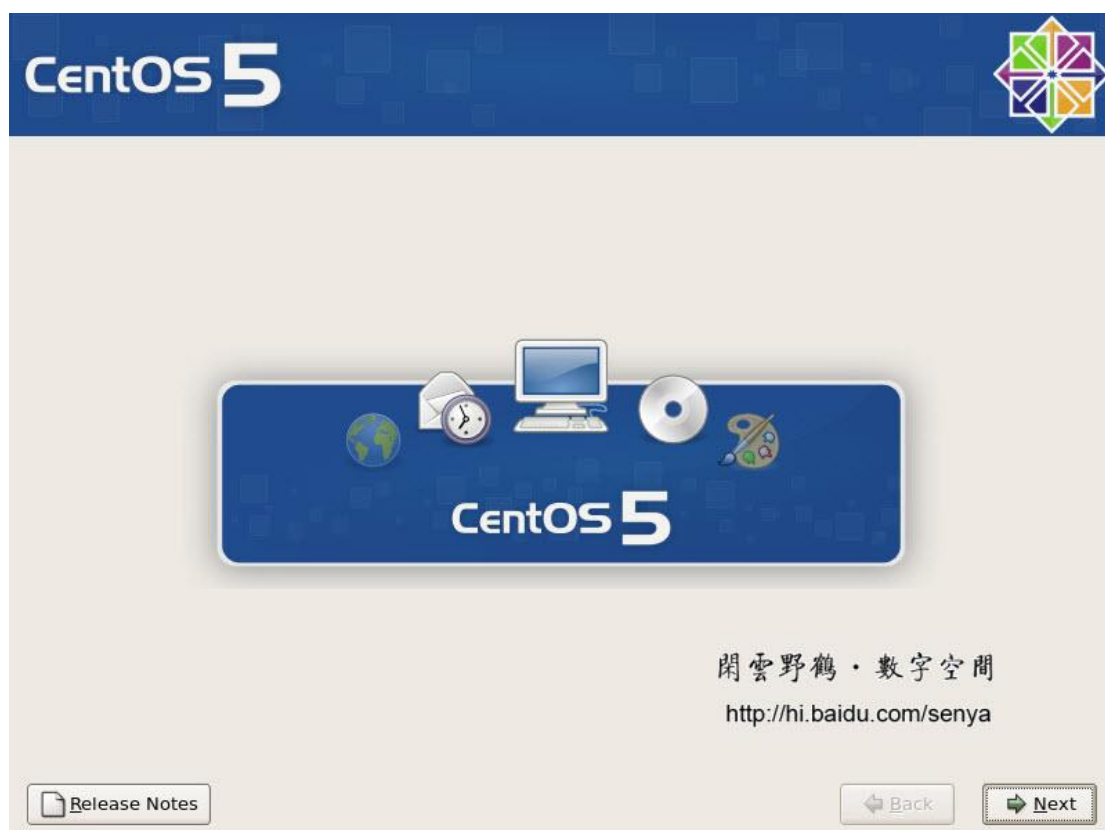 CentOS 5
CentOS 5
閑雲野鶴・數字空間
http://hi.baidu.com/senya
Release Notes
Back
Next